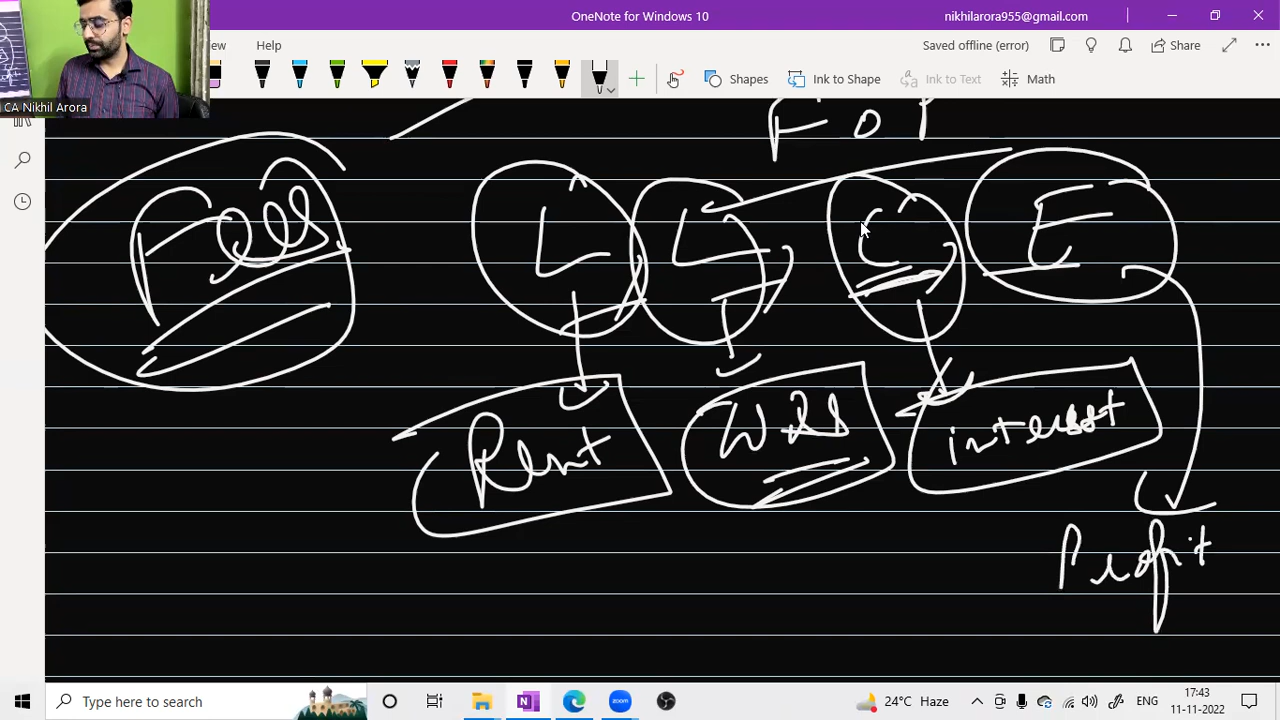 OneNote for Windows 10
nikhilarora955@gmail.com
Help
Saved offline (error)
Share
Shapes
Ink to Shape
Ink to Text
Math
CA Nikhil Arora
FOP
Fees
L L C E
Rent
W&S
interest
Profit
Type here to search
24°C Haze
ENG
17:43
11-11-2022